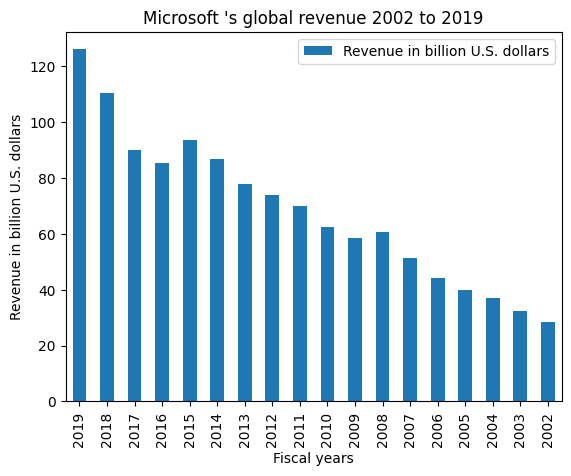 Microsoft 's global revenue 2002 to 2019
Revenue in billion U.S. dollars
Revenue in billion U.S. dollars
120
100
80
60
40
20
0
2019 2018 2017 2016 2015 2014 2013 2012 2011 2010 2009 2008 2007 2006 2005 2004 2003 2002
Fiscal years